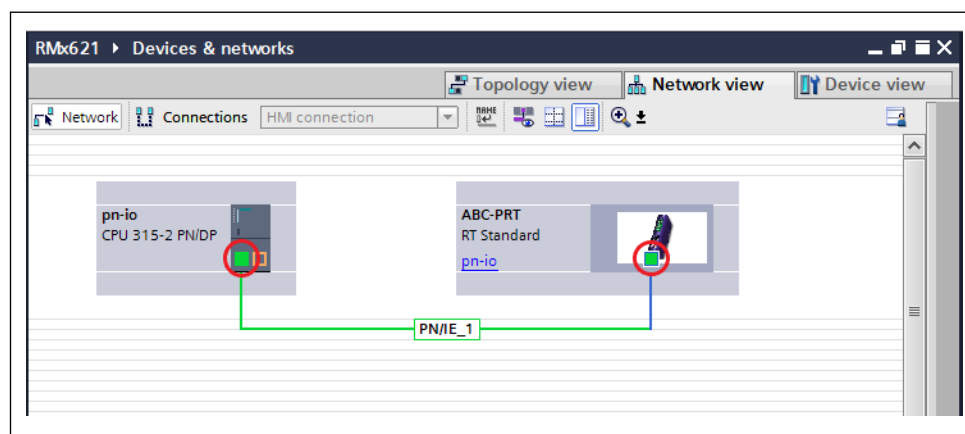 RMx621 ▸ Devices & networks
Topology view Network view Device view
Network Connections HMI connection NAME
pn-io
CPU 315-2 PN/DP
ABC-PRT
RT Standard
pn-io
PN/IE_1